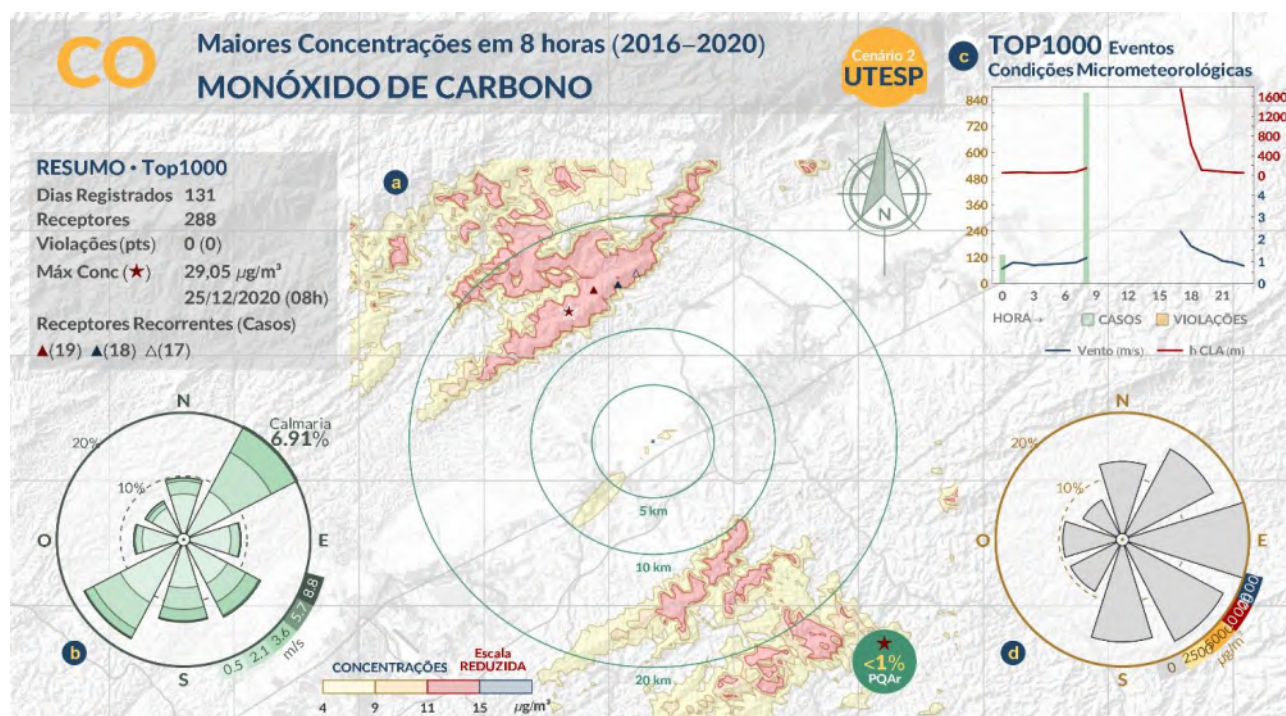 CO
Maiores Concentrações em 8 horas (2016–2020)
MONÓXIDO DE CARBONO
Cenário 2
UTESP
c
TOP1000 Eventos
Condições Micrometeorológicas
840
720
600
480
360
240
120
0
1600
1200
800
400
0
4
3
2
1
0
0 3 6 9 12 15 18 21
HORA→ CASOS VIOLAÇÕES
Vento (m/s) h CLA (m)
RESUMO • Top1000
Dias Registrados 131
Receptores 288
Violações (pts) 0 (0)
Máx Conc (★) 29,05 µg/m³
25/12/2020 (08h)
Receptores Recorrentes (Casos)
▲(19) ▲(18) △(17)
a
N
5 km
10 km
20 km
N
Calmaria
6.91%
20%
10%
O
E
S
0.5 2.1 3.6 5.7 8.8
m/s
b
CONCENTRAÇÕES
Escala
REDUZIDA
4 9 11 15 µg/m³
★
<1%
PQAr
N
20%
10%
O
E
S
0 2500
µg/m
d